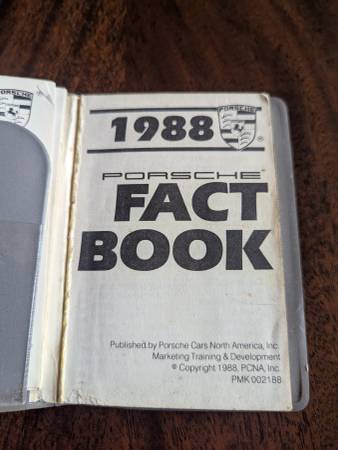 PORSCHE
1988
PORSCHE
®
PORSCHE®
FACT
BOOK
Published by Porsche Cars North America, Inc.
Marketing Training & Development
© Copyright 1988, PCNA, Inc.
PMK 002188